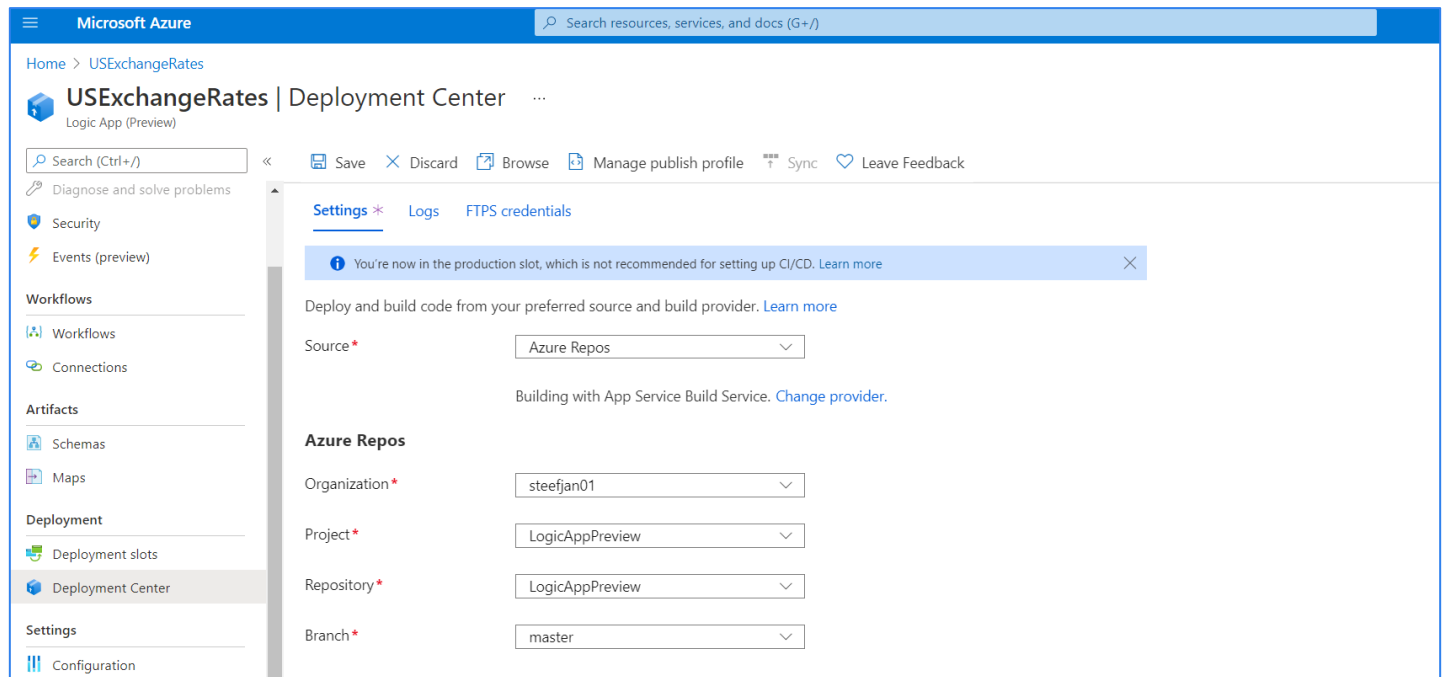 Microsoft Azure
Search resources, services, and docs (G+/)
Home > USExchangeRates
USExchangeRates | Deployment Center ...
Logic App (Preview)
Search (Ctrl+/) «
Save Discard Browse Manage publish profile Sync Leave Feedback
Diagnose and solve problems
Security
Events (preview)
Workflows
Workflows
Connections
Artifacts
Schemas
Maps
Deployment
Deployment slots
Deployment Center
Settings
Configuration
Settings * Logs FTPS credentials
You're now in the production slot, which is not recommended for setting up CI/CD. Learn more
Deploy and build code from your preferred source and build provider. Learn more
Source* Azure Repos
Building with App Service Build Service. Change provider.
Azure Repos
Organization* steefjan01
Project* LogicAppPreview
Repository* LogicAppPreview
Branch* master